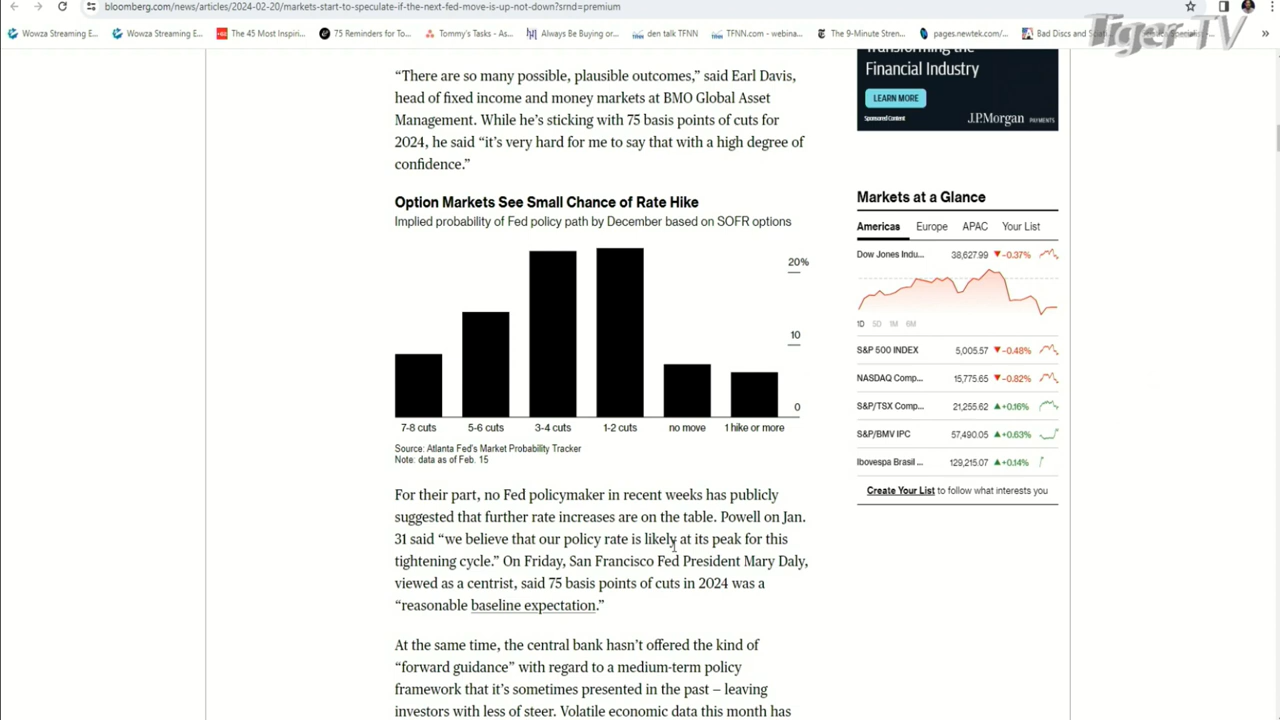 bloomberg.com/news/articles/2024-02-20/markets-start-to-speculate-if-the-next-fed-move-is-up-not-down?srnd=premium
Wowza Streaming E...
Wowza Streaming E...
The 45 Most Inspiri...
75 Reminders for To...
Tommy's Tasks - As...
Always Be Buying or...
den talk TFNN
TFNN.com - webina...
The 9-Minute Stren...
pages.newtek.com/...
Bad Discs and Sciati...
Tiger TV
“There are so many possible, plausible outcomes,” said Earl Davis,
head of fixed income and money markets at BMO Global Asset
Management. While he’s sticking with 75 basis points of cuts for
2024, he said “it’s very hard for me to say that with a high degree of
confidence.”
Option Markets See Small Chance of Rate Hike
Implied probability of Fed policy path by December based on SOFR options
20%
10
0
7-8 cuts
5-6 cuts
3-4 cuts
1-2 cuts
no move
1 hike or more
Source: Atlanta Fed's Market Probability Tracker
Note: data as of Feb. 15
For their part, no Fed policymaker in recent weeks has publicly
suggested that further rate increases are on the table. Powell on Jan.
31 said “we believe that our policy rate is likely at its peak for this
tightening cycle.” On Friday, San Francisco Fed President Mary Daly,
viewed as a centrist, said 75 basis points of cuts in 2024 was a
“reasonable baseline expectation.”
At the same time, the central bank hasn’t offered the kind of
“forward guidance” with regard to a medium-term policy
framework that it’s sometimes presented in the past – leaving
investors with less of steer. Volatile economic data this month has
Transforming the
Financial Industry
LEARN MORE
Sponsored Content
J.P.Morgan PAYMENTS
Markets at a Glance
Americas Europe APAC Your List
Dow Jones Indu... 38,627.99 ▼-0.37%
1D 5D 1M 6M
S&P 500 INDEX 5,005.57 ▼-0.48%
NASDAQ Comp... 15,775.65 ▼-0.82%
S&P/TSX Comp... 21,255.62 ▲+0.16%
S&P/BMV IPC 57,490.05 ▲+0.63%
Ibovespa Brasil ... 129,215.07 ▲+0.14%
Create Your List to follow what interests you